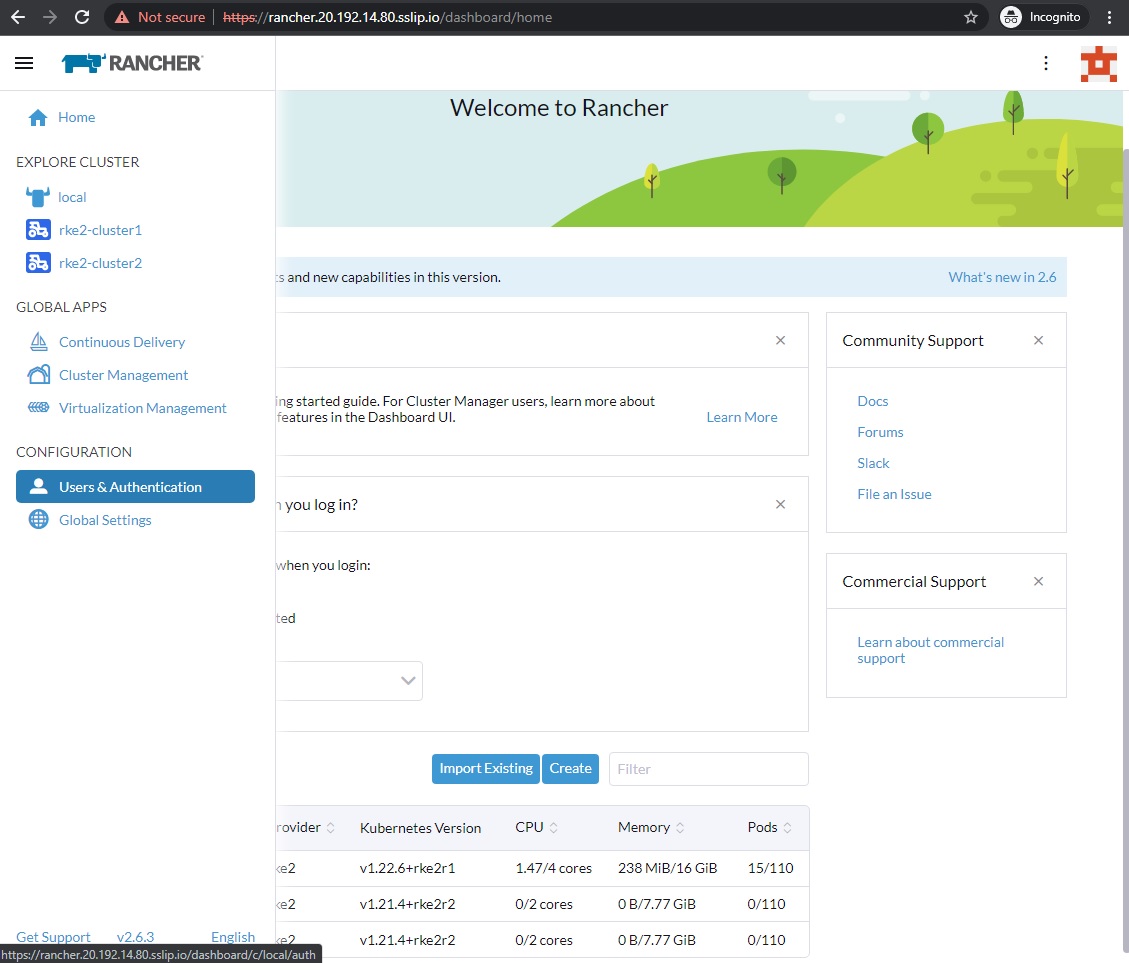 Not secure
https://rancher.20.192.14.80.sslip.io/dashboard/home
Incognito
RANCHER
Home
EXPLORE CLUSTER
local
rke2-cluster1
rke2-cluster2
GLOBAL APPS
Continuous Delivery
Cluster Management
Virtualization Management
CONFIGURATION
Users & Authentication
Global Settings
Get Support
v2.6.3
English
https://rancher.20.192.14.80.sslip.io/dashboard/c/local/auth
Welcome to Rancher
and new capabilities in this version.
What's new in 2.6
started guide. For Cluster Manager users, learn more about
features in the Dashboard UI.
Learn More
you log in?
when you login:
Import Existing
Create
Filter
Kubernetes Version
CPU
Memory
Pods
v1.22.6+rke2r1
1.47/4 cores
238 MiB/16 GiB
15/110
v1.21.4+rke2r2
0/2 cores
0 B/7.77 GiB
0/110
v1.21.4+rke2r2
0/2 cores
0 B/7.77 GiB
0/110
Community Support
Docs
Forums
Slack
File an Issue
Commercial Support
Learn about commercial
support